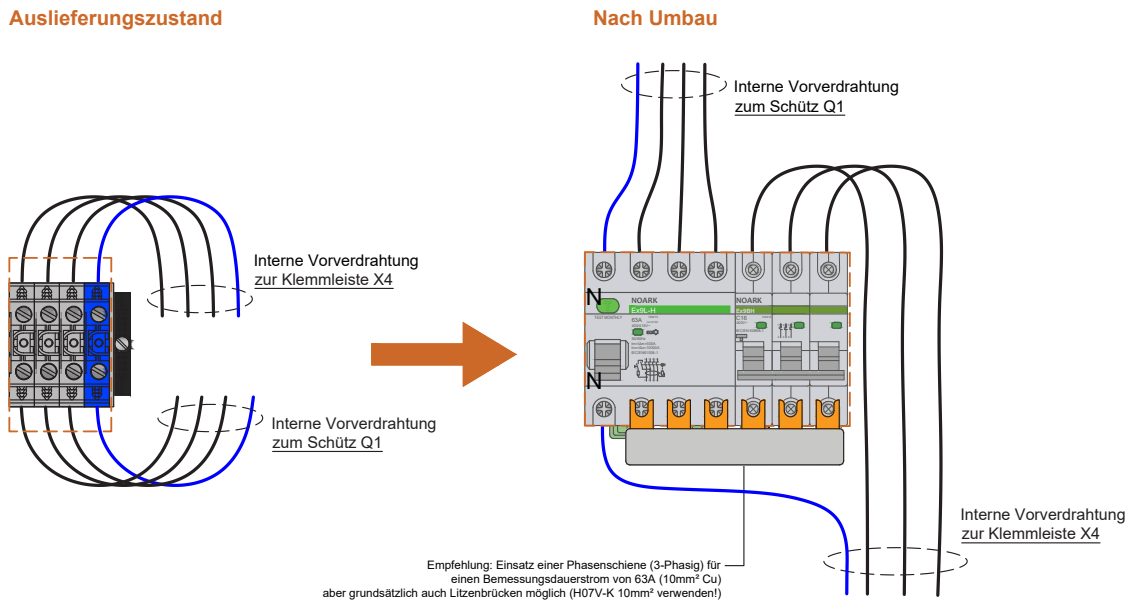 Auslieferungszustand
Nach Umbau
Interne Vorverdrahtung
zum Schütz Q1
Interne Vorverdrahtung
zur Klemmleiste X4
Interne Vorverdrahtung
zum Schütz Q1
N
NOARK
Ex9L-H
63A
TEST MONTHLY
NOARK
Ex9BH
C16
N
Interne Vorverdrahtung
zur Klemmleiste X4
Empfehlung: Einsatz einer Phasenschiene (3-Phasig) für
einen Bemessungsdauerstrom von 63A (10mm² Cu)
aber grundsätzlich auch Litzenbrücken möglich (H07V-K 10mm² verwenden!)